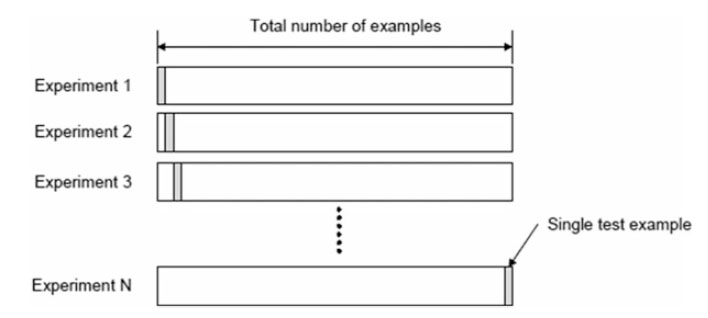 Total number of examples
Experiment 1
Experiment 2
Experiment 3
Single test example
Experiment N